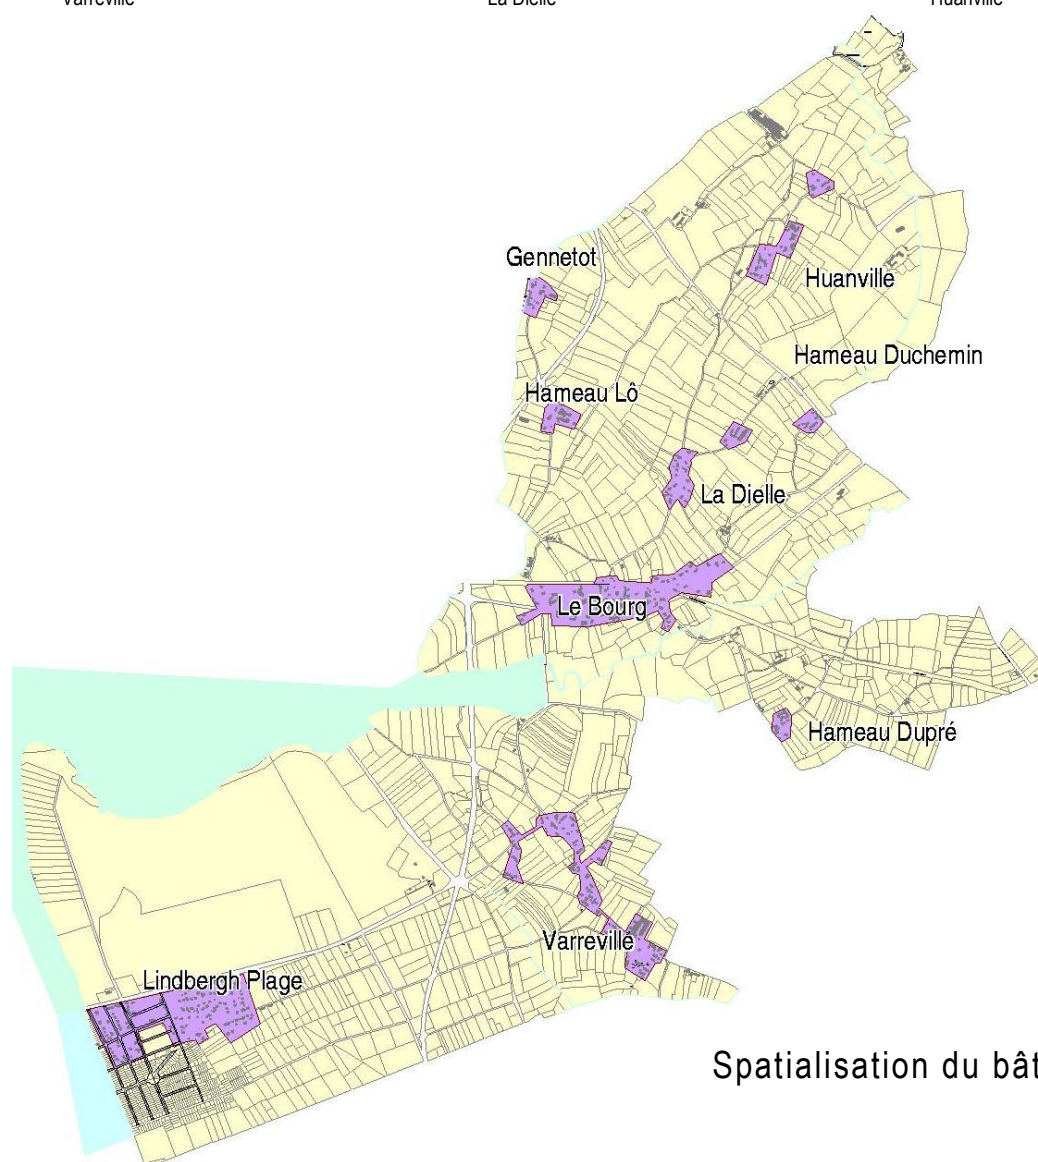 Varreville
La Dielle
Huanville
Gennetot
Huanville
Hameau Duchemin
Hameau Lô
La Dielle
Le Bourg
Hameau Dupré
Varreville
Lindbergh Plage
Spatialisation du bât